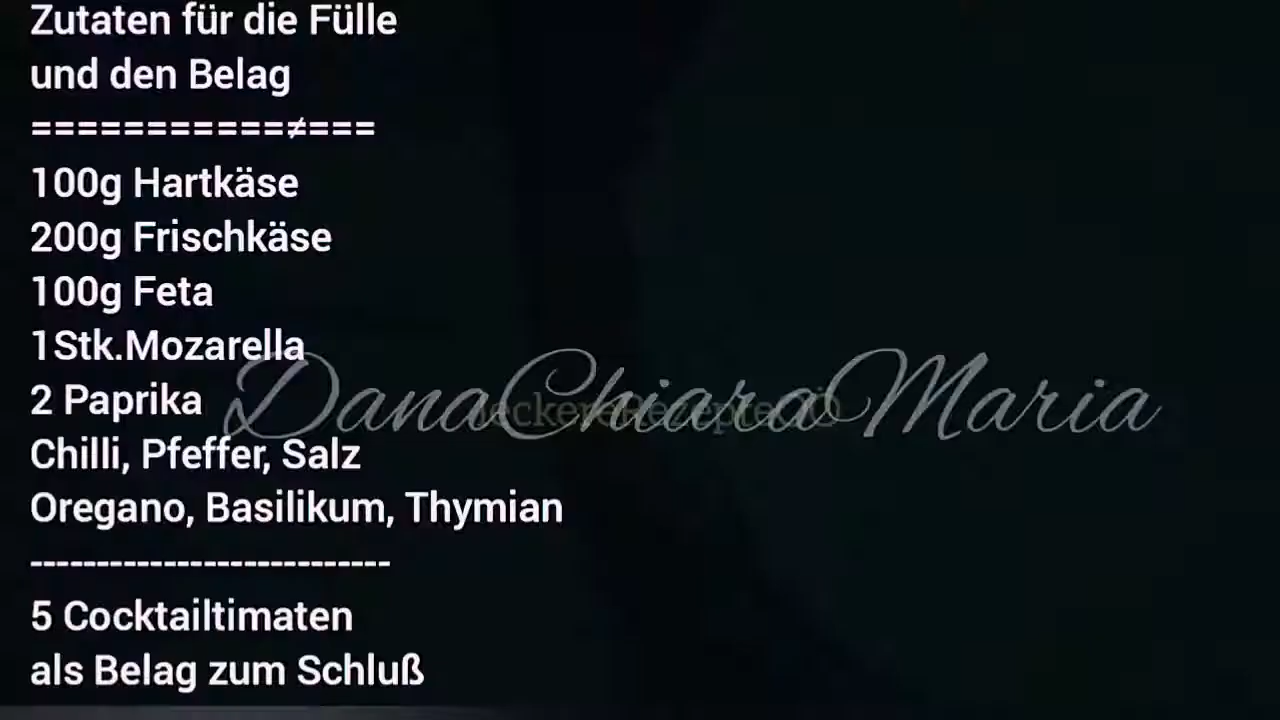 Zutaten für die Fülle
und den Belag
===========≠===
100g Hartkäse
200g Frischkäse
100g Feta
1Stk.Mozarella
2 Paprika
DanaChiaraMaria
Chilli, Pfeffer, Salz
Oregano, Basilikum, Thymian
---------------------------
5 Cocktailtimaten
als Belag zum Schluß